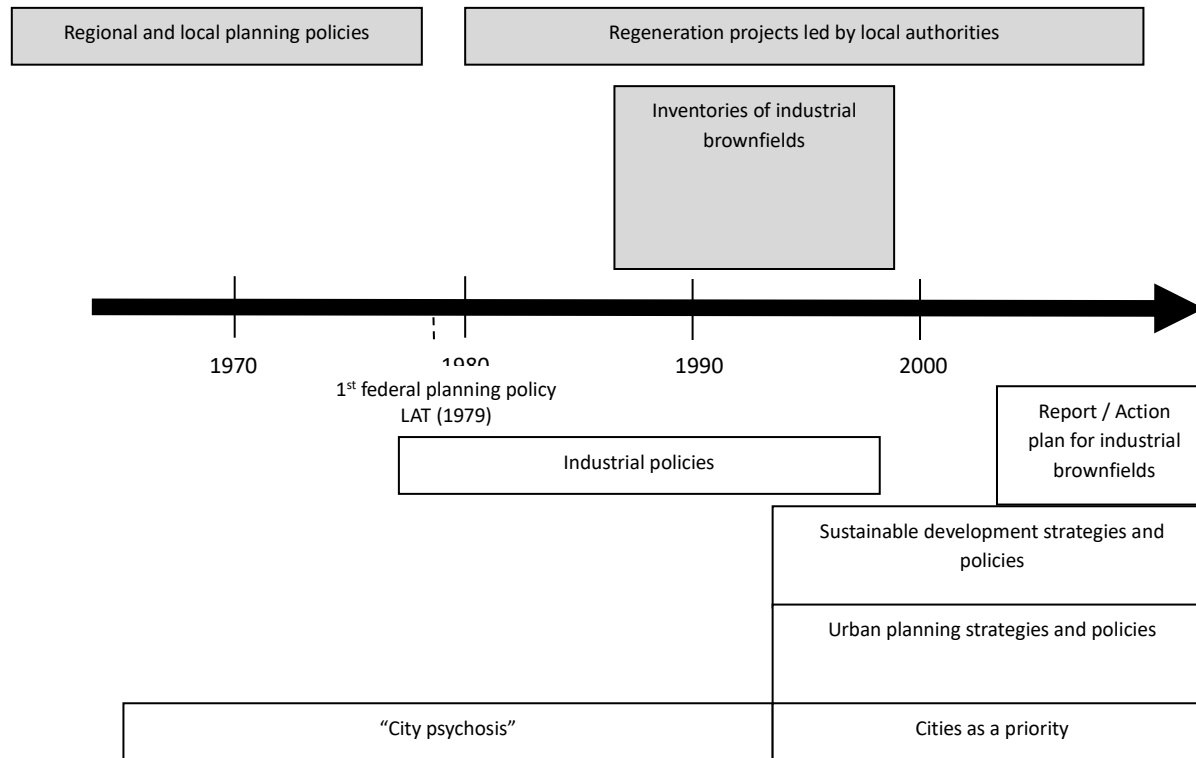 Regional and local planning policies
Regeneration projects led by local authorities
Inventories of industrial
brownfields
1970
1980
1990
2000
1st federal planning policy
LAT (1979)
Report / Action
plan for industrial
brownfields
Industrial policies
Sustainable development strategies and
policies
Urban planning strategies and policies
“City psychosis”
Cities as a priority